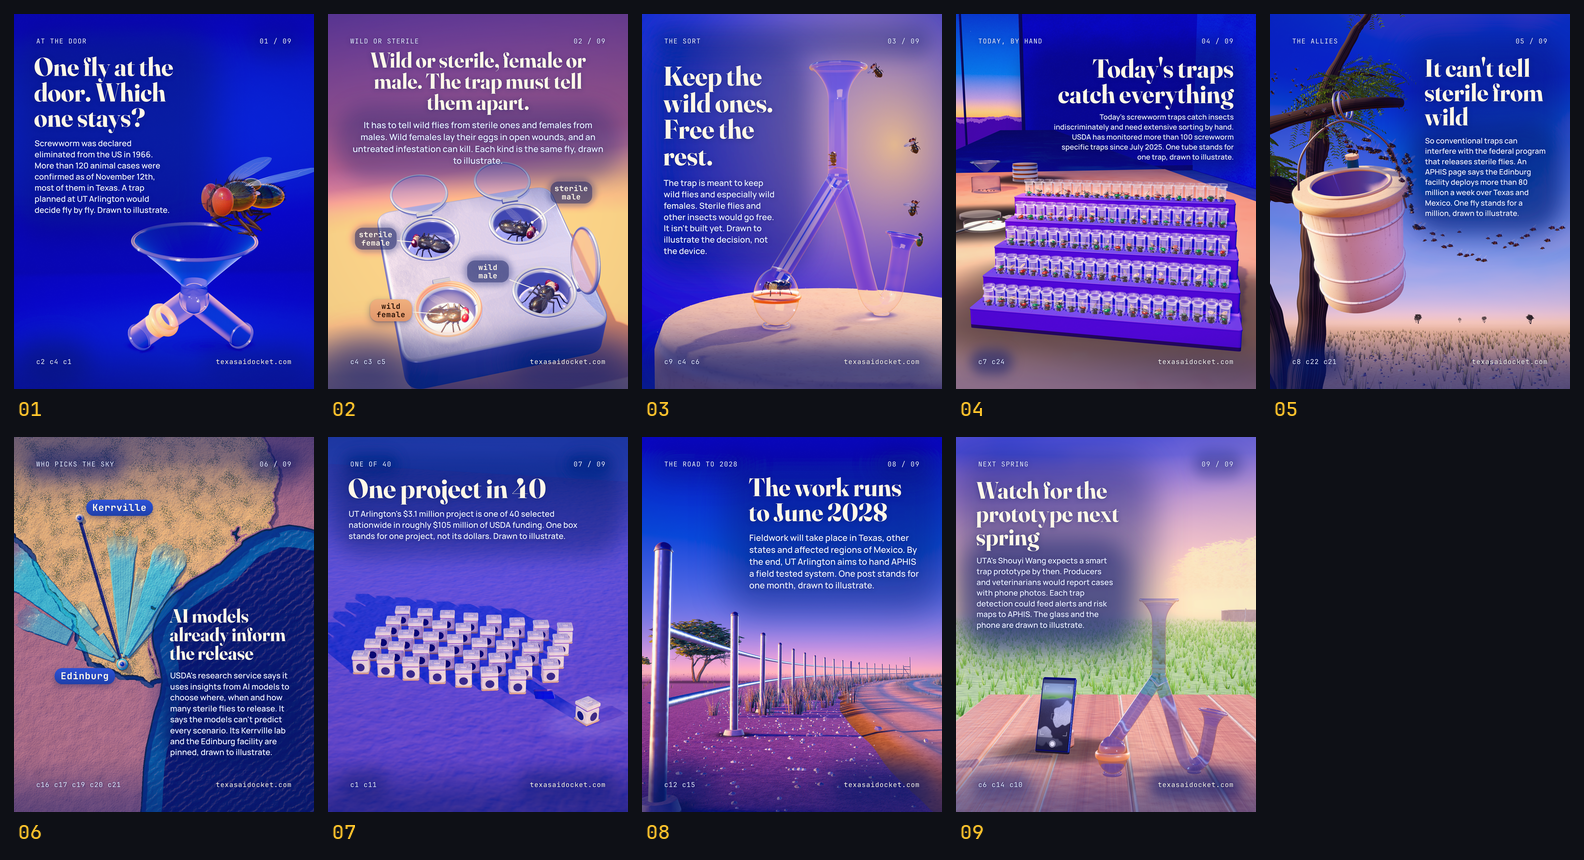 AT THE DOOR
01 / 09
One fly at the
door. Which
one stays?
Screwworm was declared
eliminated from the US in 1966.
More than 120 animal cases were
confirmed as of November 12th,
most of them in Texas. A trap
planned at UT Arlington would
decide fly by fly. Drawn to illustrate.
c2 c4 c1
texasaidocket.com
01
WILD OR STERILE
02 / 09
Wild or sterile, female or
male. The trap must tell
them apart.
It has to tell wild flies from sterile ones and females from
males. Wild females lay their eggs in open wounds, and an
untreated infestation can kill. Each kind is the same fly, drawn
to illustrate.
sterile
male
sterile
female
wild
male
wild
female
c4 c3 c5
texasaidocket.com
02
THE SORT
03 / 09
Keep the
wild ones.
Free the
rest.
The trap is meant to keep
wild flies and especially wild
females. Sterile flies and
other insects would go free.
It isn't built yet. Drawn to
illustrate the decision, not
the device.
c9 c4 c6
texasaidocket.com
03
TODAY, BY HAND
04 / 09
Today's traps
catch everything
Today's screwworm traps catch insects
indiscriminately and need extensive sorting by hand.
USDA has monitored more than 100 screwworm
specific traps since July 2025. One tube stands for
one trap, drawn to illustrate.
c7 c24
texasaidocket.com
04
THE ALLIES
05 / 09
It can't tell
sterile from
wild
So conventional traps can
interfere with the federal program
that releases sterile flies. An
APHIS page says the Edinburg
facility deploys more than 80
million a week over Texas and
Mexico. One fly stands for a
million, drawn to illustrate.
c8 c22 c21
texasaidocket.com
05
WHO PICKS THE SKY
06 / 09
Kerrville
Edinburg
AI models
already inform
the release
USDA's research service says it
uses insights from AI models to
choose where, when and how
many sterile flies to release. It
says the models can't predict
every scenario. Its Kerrville lab
and the Edinburg facility are
pinned, drawn to illustrate.
c16 c17 c19 c20 c21
texasaidocket.com
06
ONE OF 40
07 / 09
One project in 40
UT Arlington's $3.1 million project is one of 40 selected
nationwide in roughly $105 million of USDA funding. One box
stands for one project, not its dollars. Drawn to illustrate.
c1 c11
texasaidocket.com
07
THE ROAD TO 2028
08 / 09
The work runs
to June 2028
Fieldwork will take place in Texas, other
states and affected regions of Mexico. By
the end, UT Arlington aims to hand APHIS
a field tested system. One post stands for
one month, drawn to illustrate.
c12 c15
texasaidocket.com
08
NEXT SPRING
09 / 09
Watch for the
prototype next
spring
UTA's Shouyi Wang expects a smart
trap prototype by then. Producers
and veterinarians would report cases
with phone photos. Each trap
detection could feed alerts and risk
maps to APHIS. The glass and the
phone are drawn to illustrate.
c6 c14 c10
texasaidocket.com
09